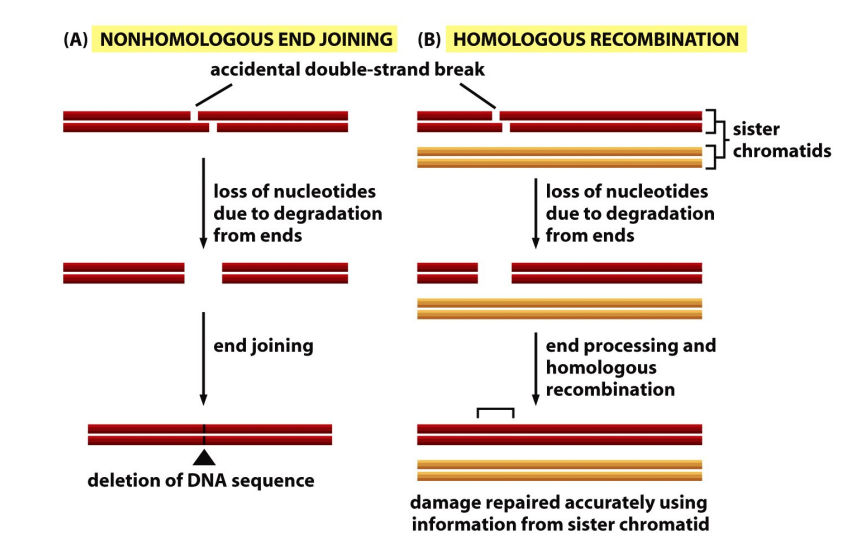 (A) NONHOMOLOGOUS END JOINING
(B) HOMOLOGOUS RECOMBINATION
accidental double-strand break
sister
chromatids
loss of nucleotides
due to degradation
from ends
loss of nucleotides
due to degradation
from ends
end joining
end processing and
homologous
recombination
deletion of DNA sequence
damage repaired accurately using
information from sister chromatid